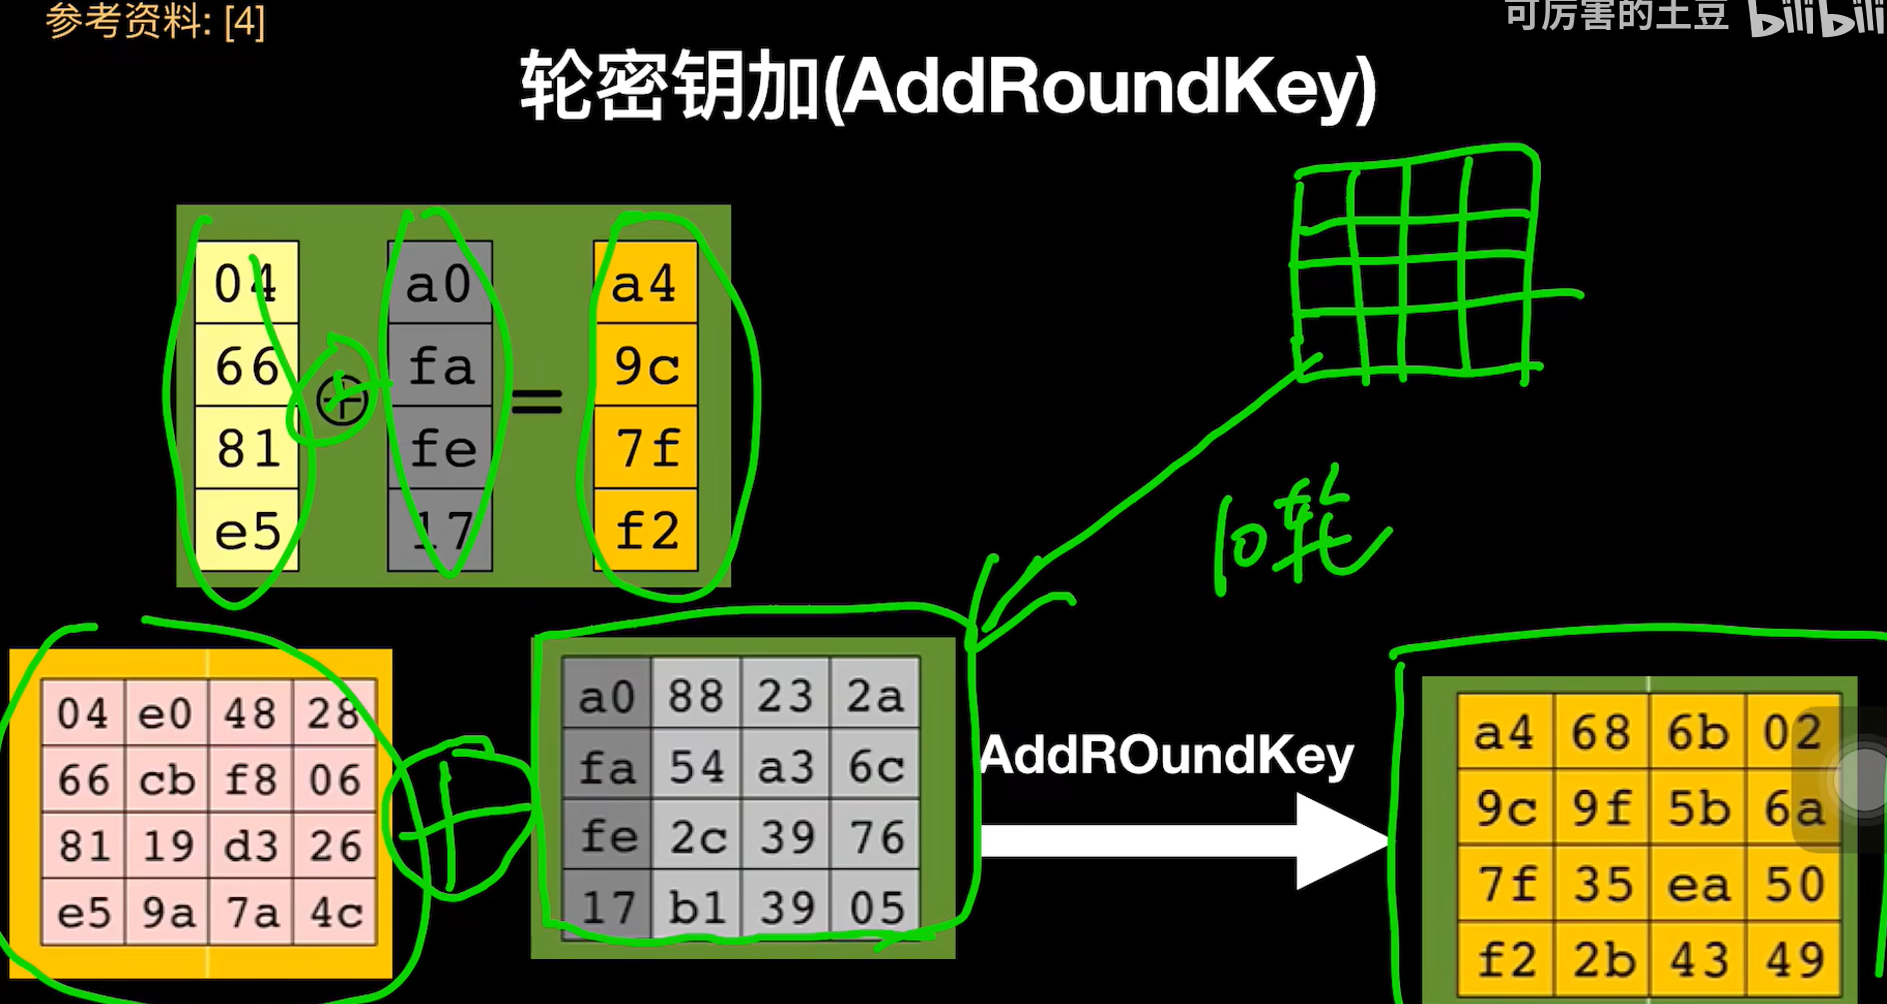 参考资料: [4]
可厉害的土豆 bilibili
轮密钥加(AddRoundKey)
04 a0 a4
66 ⊕ fa = 9c
81 fe 7f
e5 17 f2
10轮
04 e0 48 28
66 cb f8 06
81 19 d3 26
e5 9a 7a 4c
a0 88 23 2a
fa 54 a3 6c
fe 2c 39 76
17 b1 39 05
AddROundKey
a4 68 6b 02
9c 9f 5b 6a
7f 35 ea 50
f2 2b 43 49